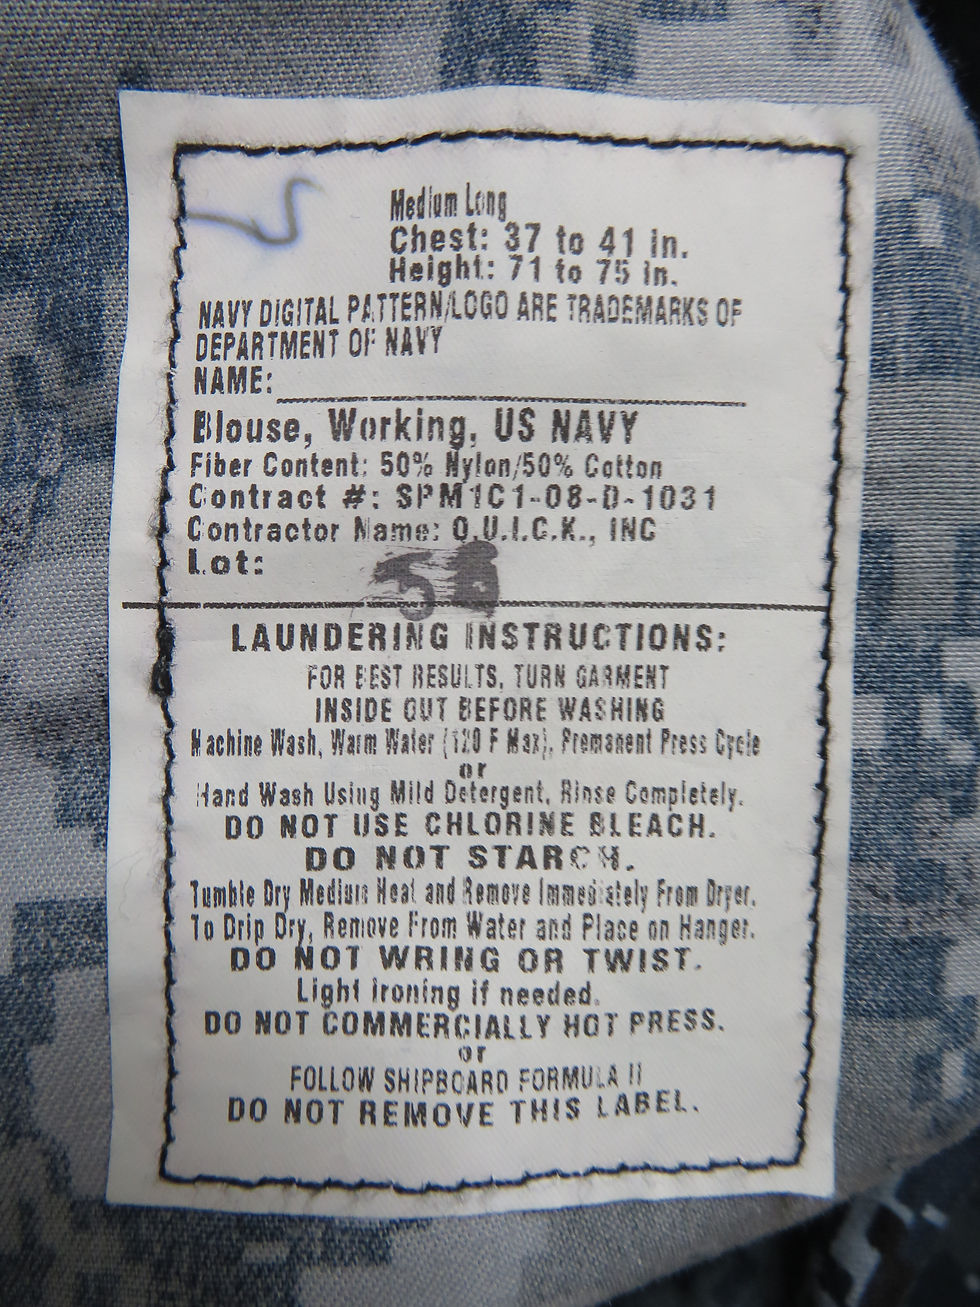 Medium Long
Chest: 37 to 41 in.
Height: 71 to 75 in.
NAVY DIGITAL PATTERN/LOGO ARE TRADEMARKS OF
DEPARTMENT OF NAVY
NAME:
Blouse, Working, US NAVY
Fiber Content: 50% Nylon/50% Cotton
Contract #: SPM1C1-08-D-1031
Contractor Name: Q.U.I.C.K., INC
Lot:
LAUNDERING INSTRUCTIONS:
FOR BEST RESULTS, TURN GARMENT
INSIDE OUT BEFORE WASHING
Machine Wash, Warm Water (120 F Max), Premanent Press Cycle
or
Hand Wash Using Mild Detergent, Rinse Completely.
DO NOT USE CHLORINE BLEACH.
DO NOT STARCH.
Tumble Dry Medium Heat and Remove Immediately From Dryer.
To Drip Dry, Remove From Water and Place on Hanger.
DO NOT WRING OR TWIST.
Light ironing if needed.
DO NOT COMMERCIALLY HOT PRESS.
or
FOLLOW SHIPBOARD FORMULA II
DO NOT REMOVE THIS LABEL.